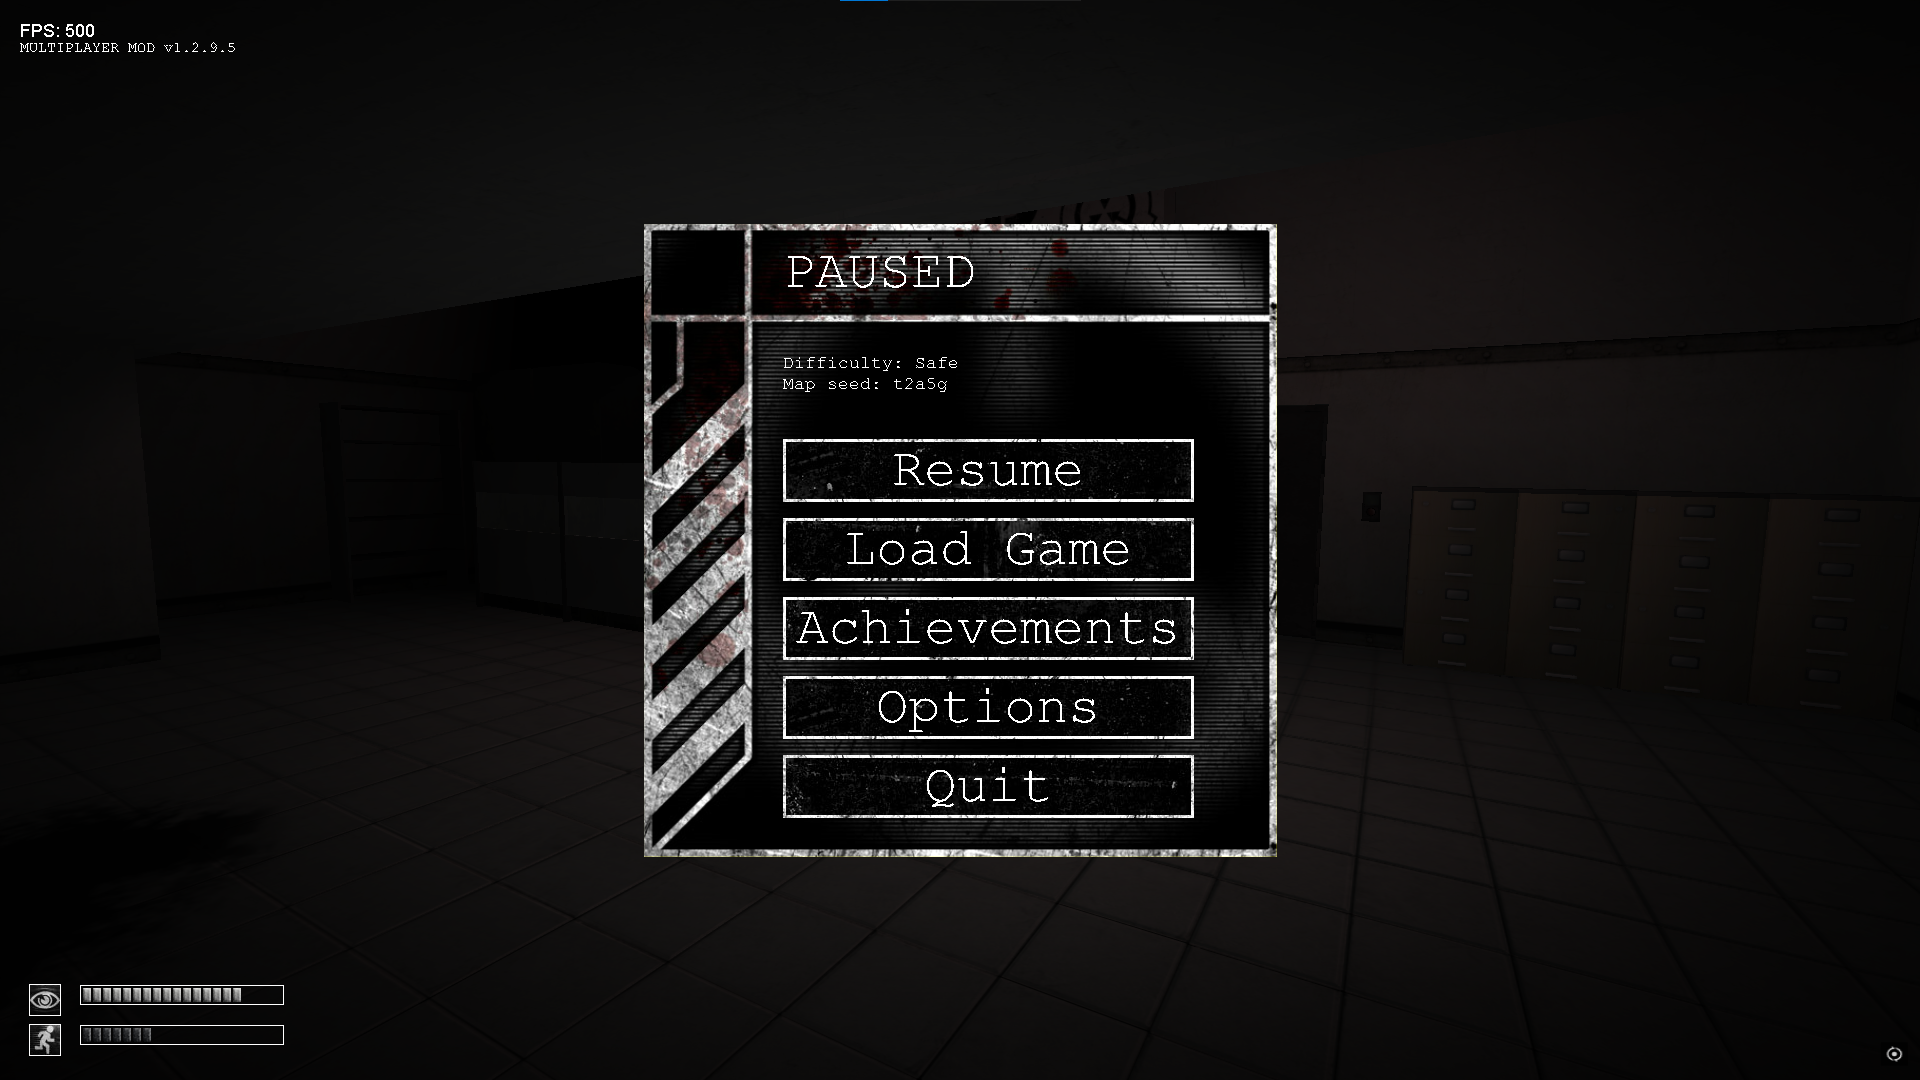 FPS: 500
MULTIPLAYER MOD v1.2.9.5
PAUSED
Difficulty: Safe
Map seed: t2a5g
Resume
Load Game
Achievements
Options
Quit